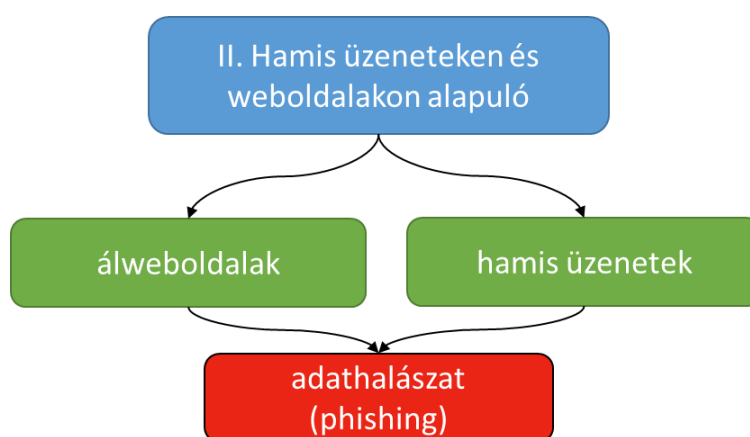 II. Hamis üzeneteken és
weboldalakon alapuló
álweboldalak
hamis üzenetek
adathalászat
(phishing)